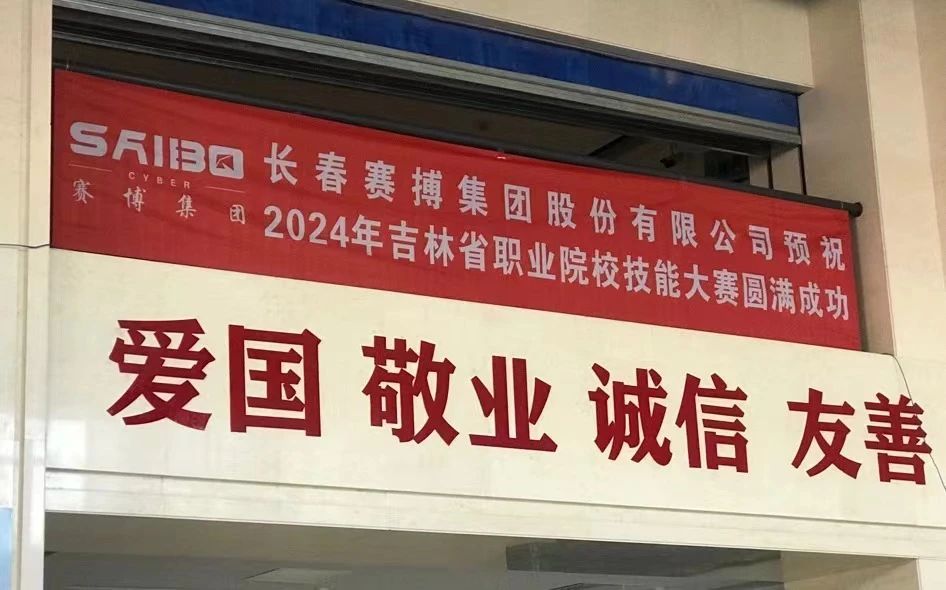 SAIBO
CYBER
赛博集团
长春赛搏集团股份有限公司预祝
2024年吉林省职业院校技能大赛圆满成功
爱国 敬业 诚信 友善